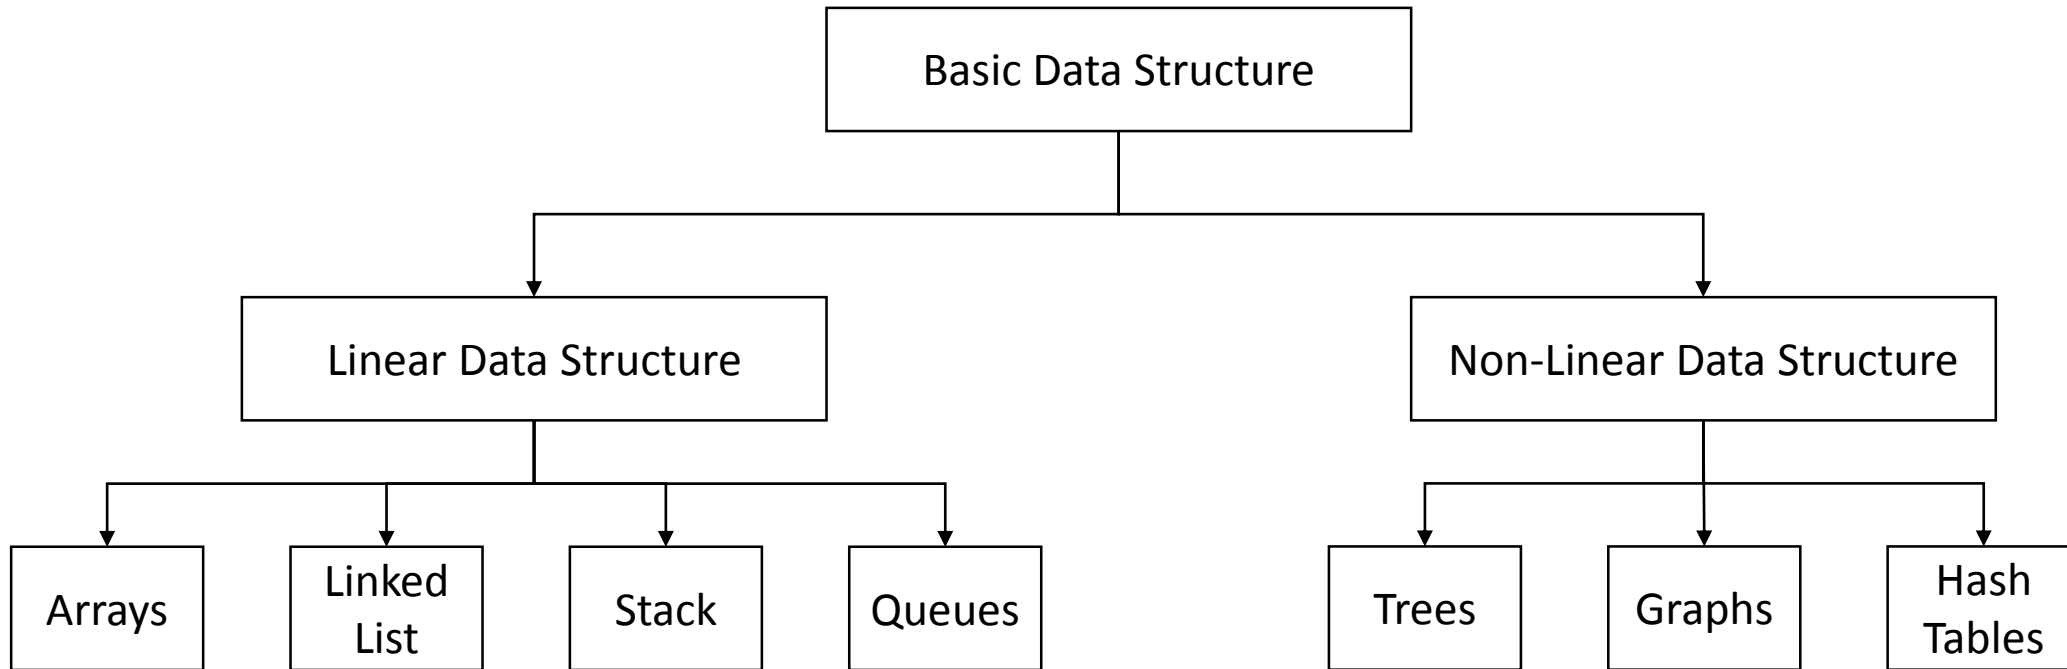 Basic Data Structure
Linear Data Structure
Non-Linear Data Structure
Arrays
Linked
List
Stack
Queues
Trees
Graphs
Hash
Tables